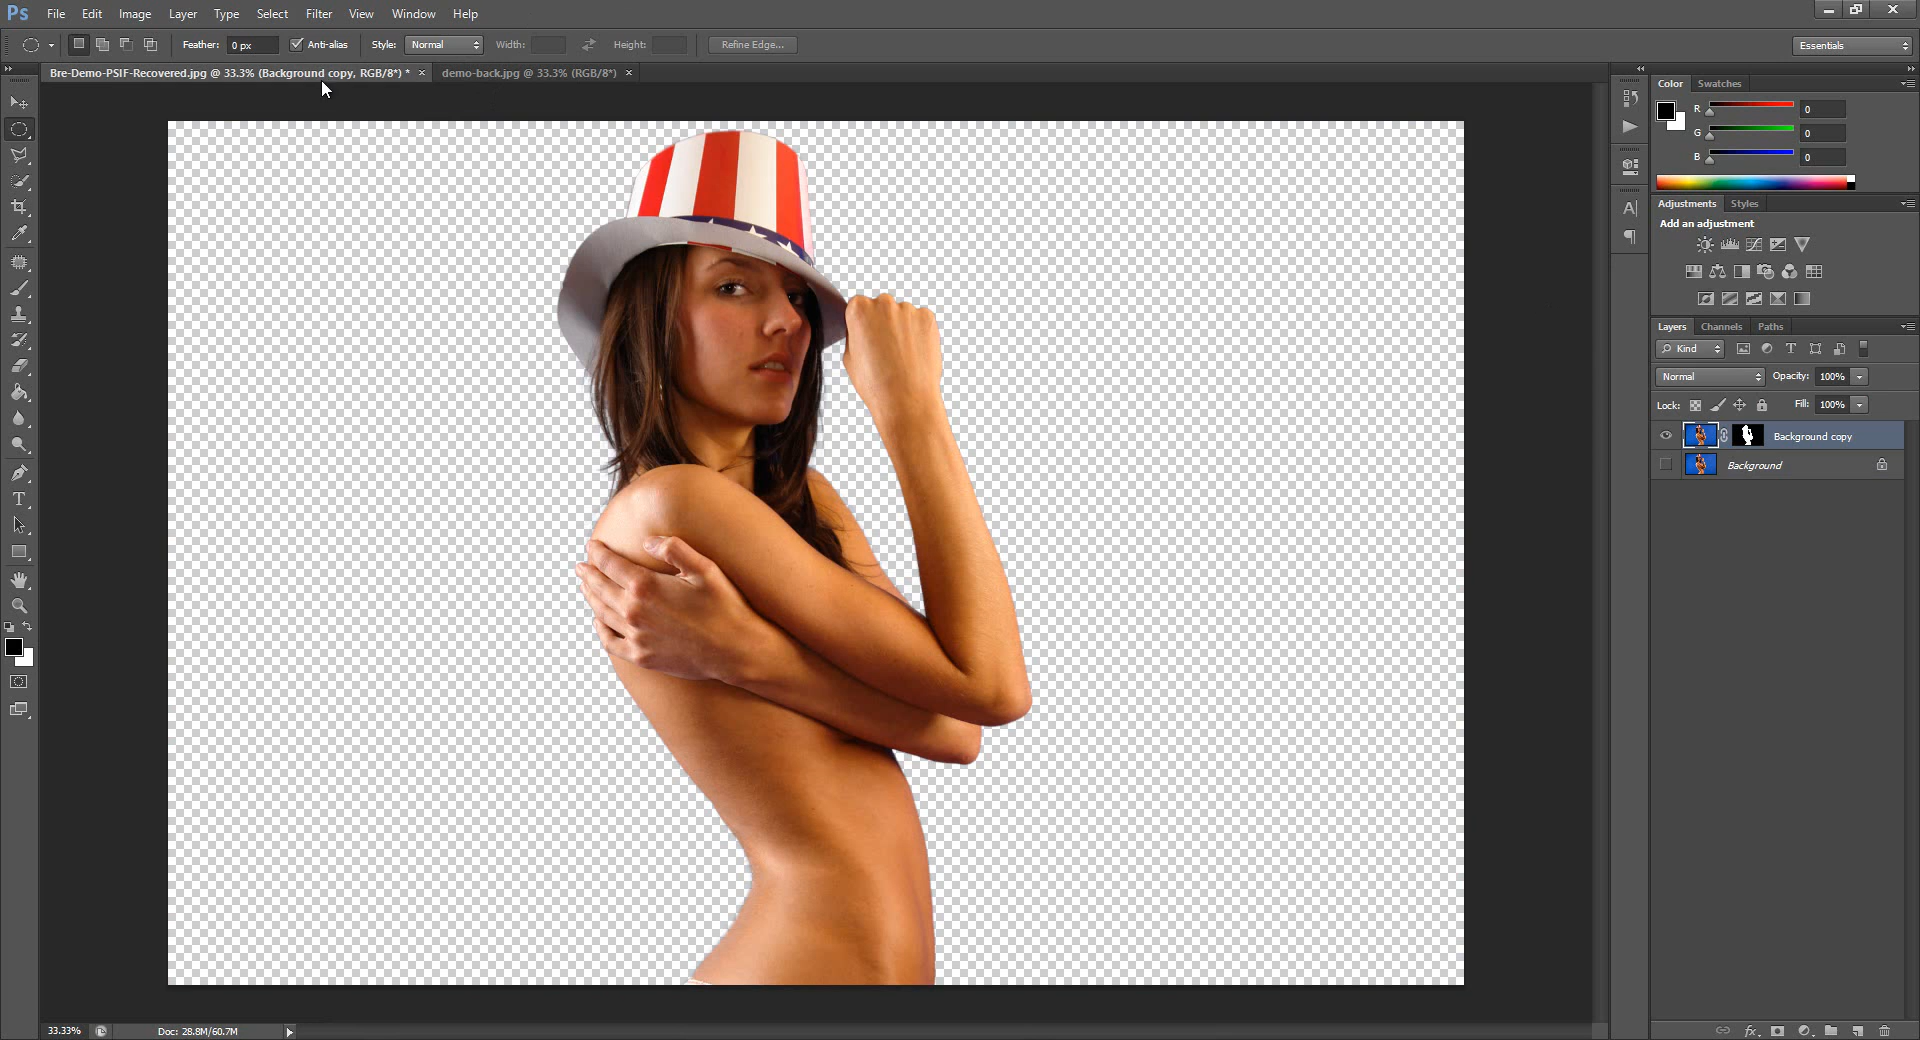 Ps File Edit Image Layer Type Select Filter View Window Help
Feather: 0 px Anti-alias Style: Normal Width: Height: Refine Edge... Essentials
Bre-Demo-PSIF-Recovered.jpg @ 33.3% (Background copy, RGB/8*) * × demo-back.jpg @ 33.3% (RGB/8*) ×
Color Swatches
R 0
G 0
B 0
Adjustments Styles
Add an adjustment
Layers Channels Paths
Kind
Normal Opacity: 100%
Lock: Fill: 100%
Background copy
Background
33.33% Doc: 28.8M/60.7M